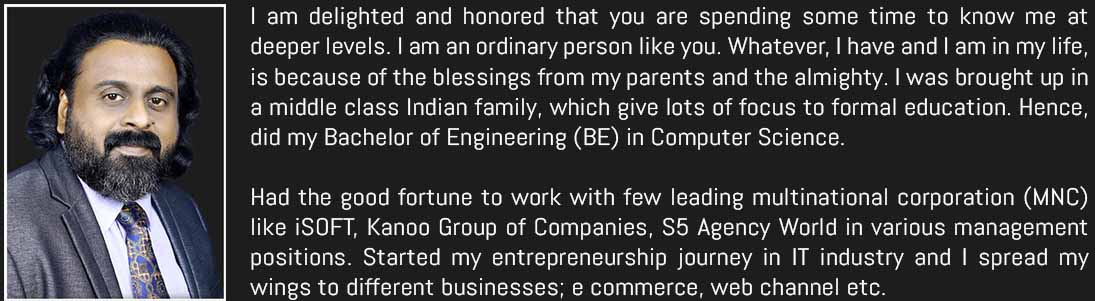 I am delighted and honored that you are spending some time to know me at
deeper levels. I am an ordinary person like you. Whatever, I have and I am in my life,
is because of the blessings from my parents and the almighty. I was brought up in
a middle class Indian family, which give lots of focus to formal education. Hence,
did my Bachelor of Engineering (BE) in Computer Science.
Had the good fortune to work with few leading multinational corporation (MNC)
like iSOFT, Kanoo Group of Companies, S5 Agency World in various management
positions. Started my entrepreneurship journey in IT industry and I spread my
wings to different businesses; e commerce, web channel etc.